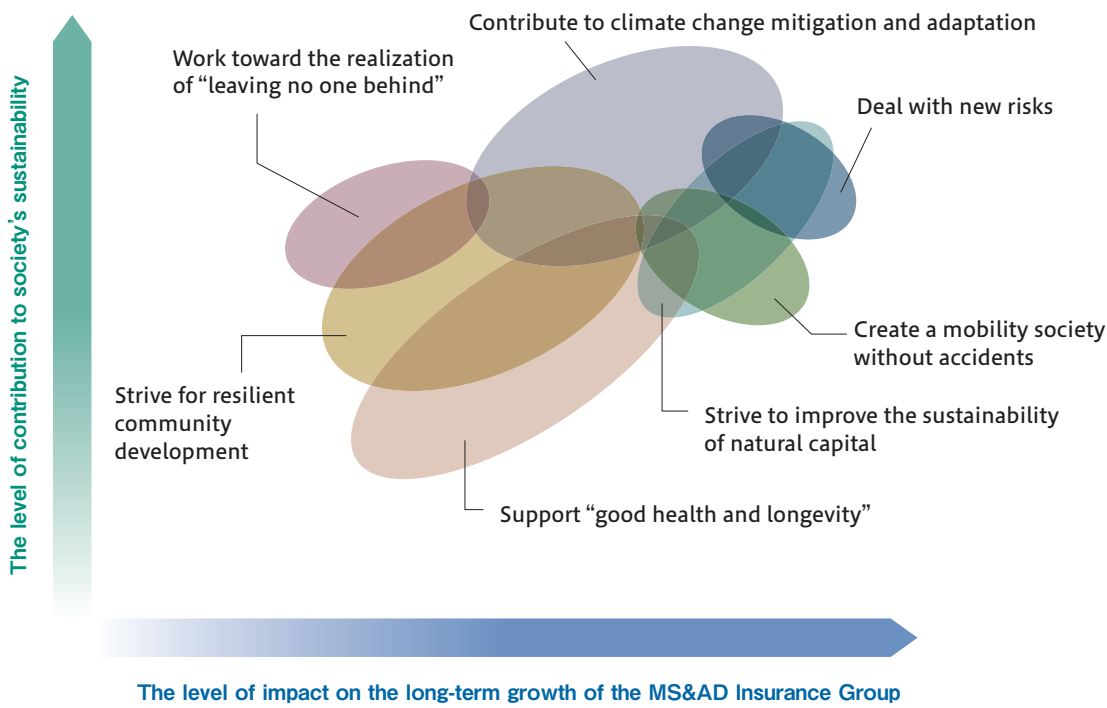 Contribute to climate change mitigation and adaptation
Work toward the realization
of “leaving no one behind”
Deal with new risks
The level of contribution to society’s sustainability
Create a mobility society
without accidents
Strive for resilient
community
development
Strive to improve the sustainability
of natural capital
Support “good health and longevity”
The level of impact on the long-term growth of the MS&AD Insurance Group